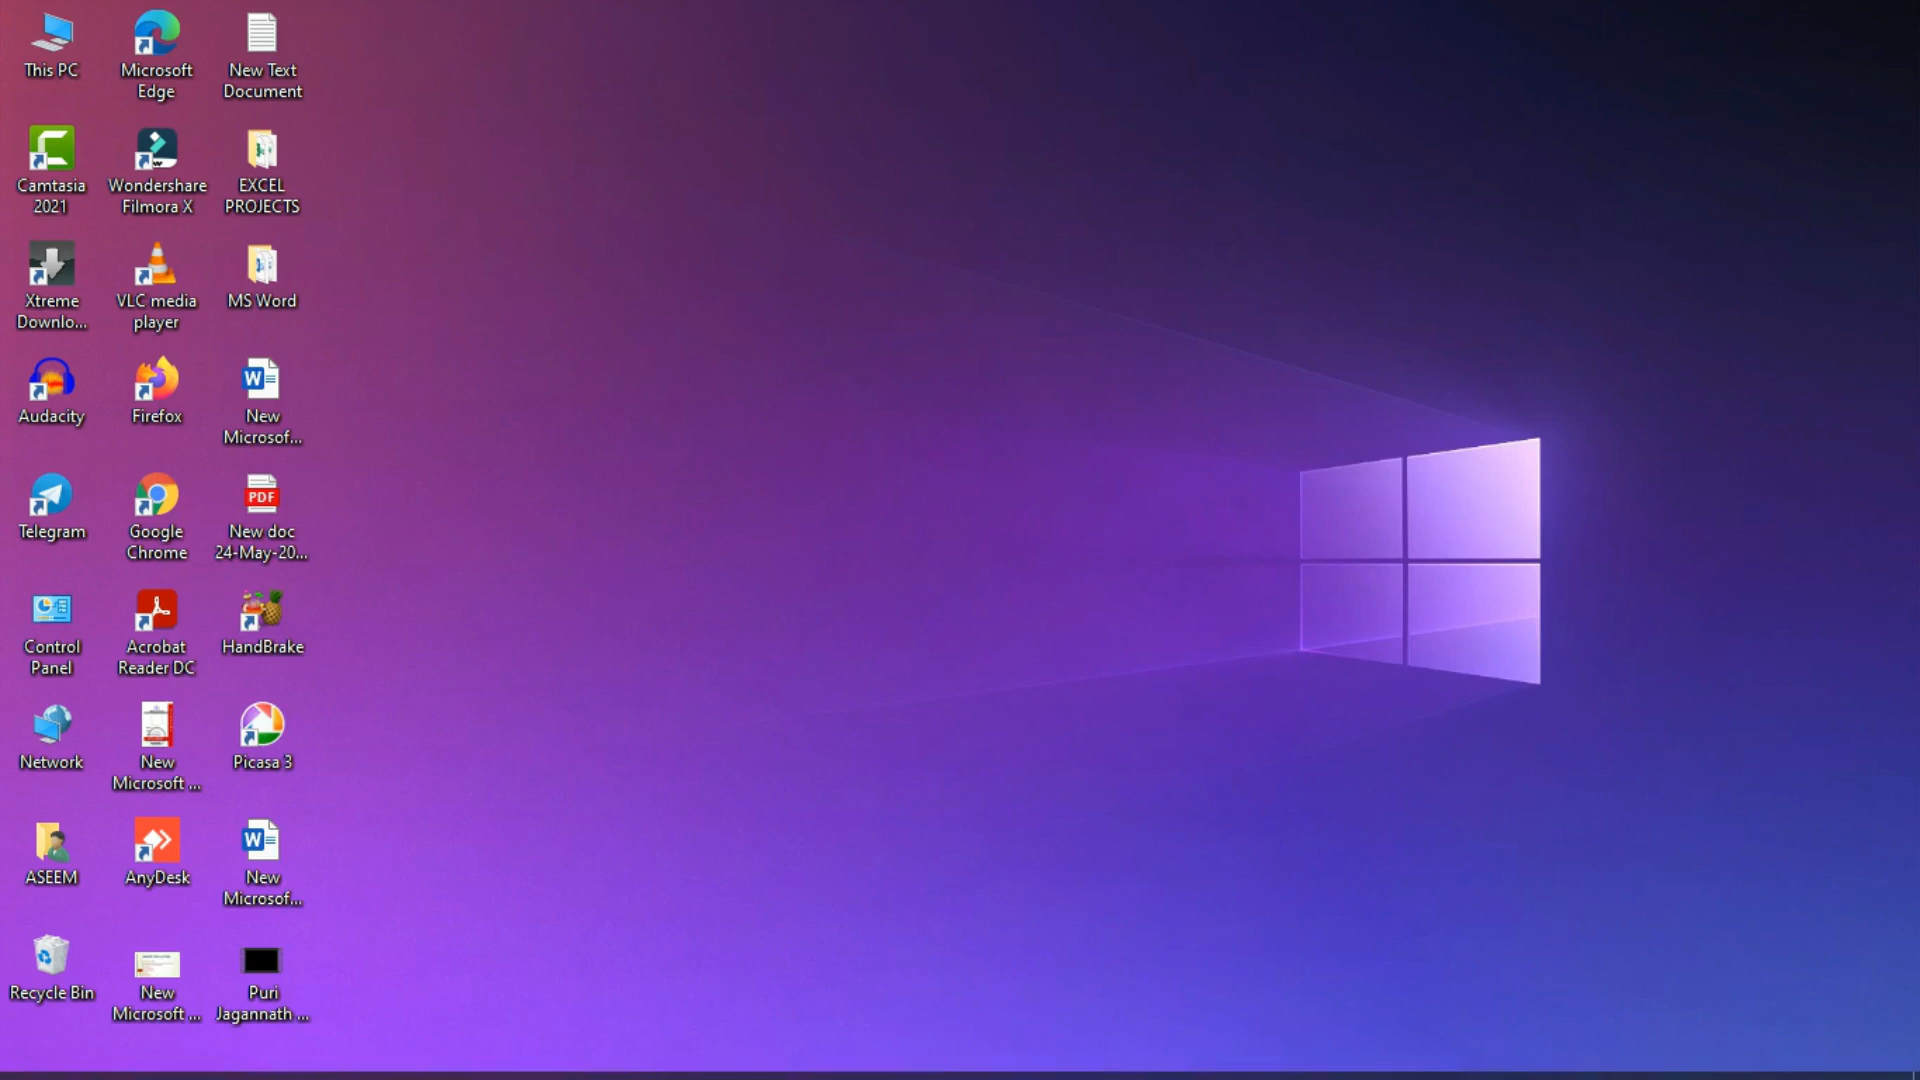 This PC
Microsoft
Edge
New Text
Document
Camtasia
2021
Wondershare
Filmora X
EXCEL
PROJECTS
Xtreme
Downlo...
VLC media
player
MS Word
Audacity
Firefox
New
Microsof...
Telegram
Google
Chrome
PDF
New doc
24-May-20...
Control
Panel
Acrobat
Reader DC
HandBrake
Network
New
Microsoft ...
Picasa 3
ASEEM
AnyDesk
New
Microsof...
Recycle Bin
New
Microsoft ...
Puri
Jagannath ...